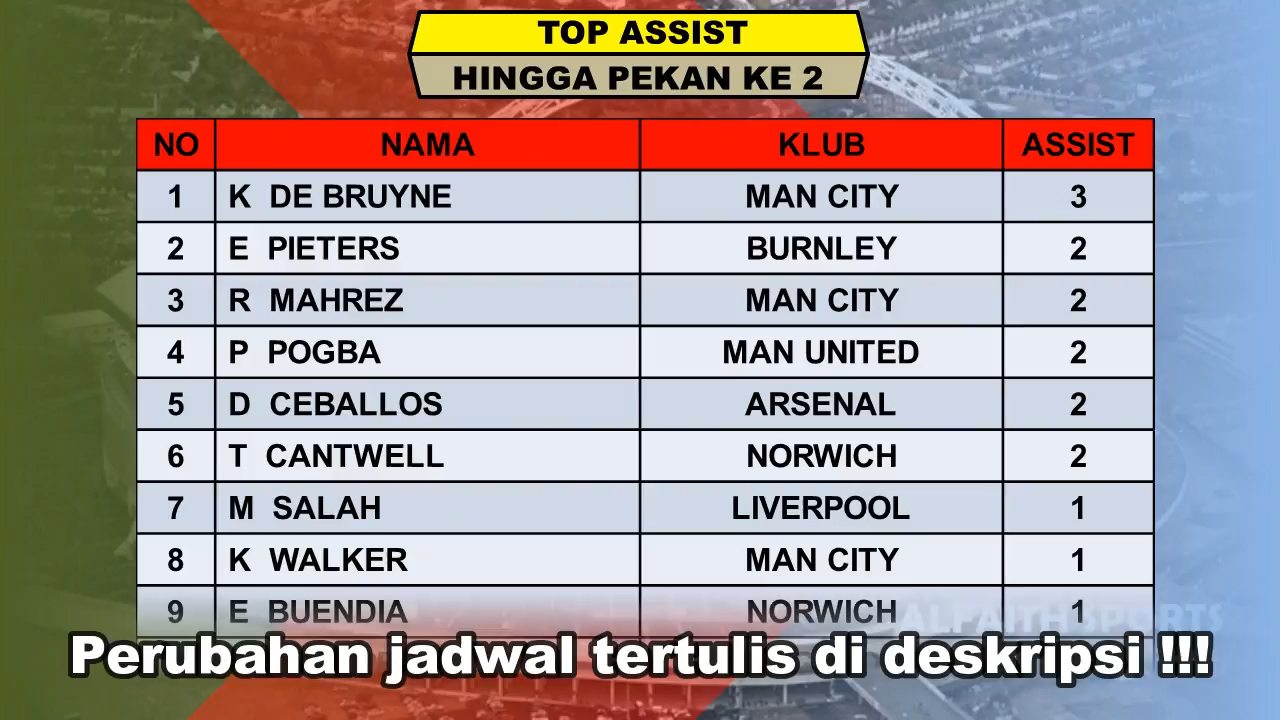 TOP ASSIST
HINGGA PEKAN KE 2
NO NAMA KLUB ASSIST
1 K DE BRUYNE MAN CITY 3
2 E PIETERS BURNLEY 2
3 R MAHREZ MAN CITY 2
4 P POGBA MAN UNITED 2
5 D CEBALLOS ARSENAL 2
6 T CANTWELL NORWICH 2
7 M SALAH LIVERPOOL 1
8 K WALKER MAN CITY 1
9 E BUENDIA NORWICH 1
ALFAITH SPORTS
Perubahan jadwal tertulis di deskripsi !!!